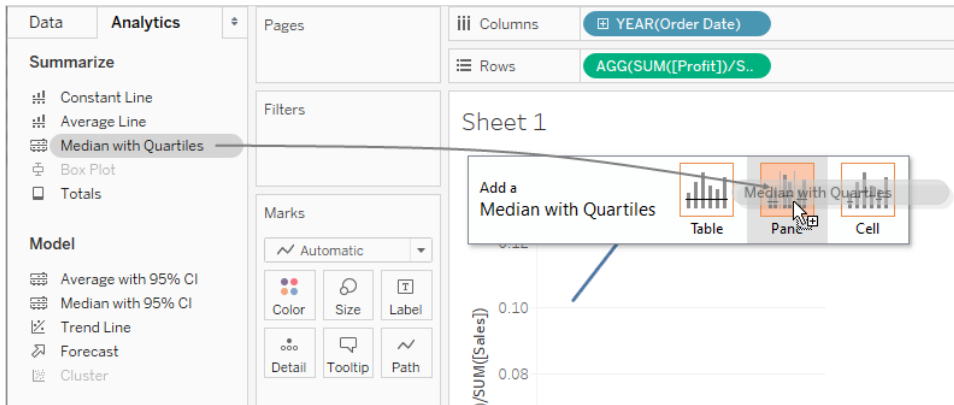 Data
Analytics
Summarize
Constant Line
Average Line
Median with Quartiles
Box Plot
Totals
Model
Average with 95% CI
Median with 95% CI
Trend Line
Forecast
Cluster
Pages
Filters
Marks
Automatic
Color
Size
Label
Detail
Tooltip
Path
Columns
YEAR(Order Date)
Rows
AGG(SUM([Profit])/S..
Sheet 1
Add a
Median with Quartiles
Median with Quartiles
Table
Pane
Cell
0.12
0.10
0.08
)/SUM([Sales])